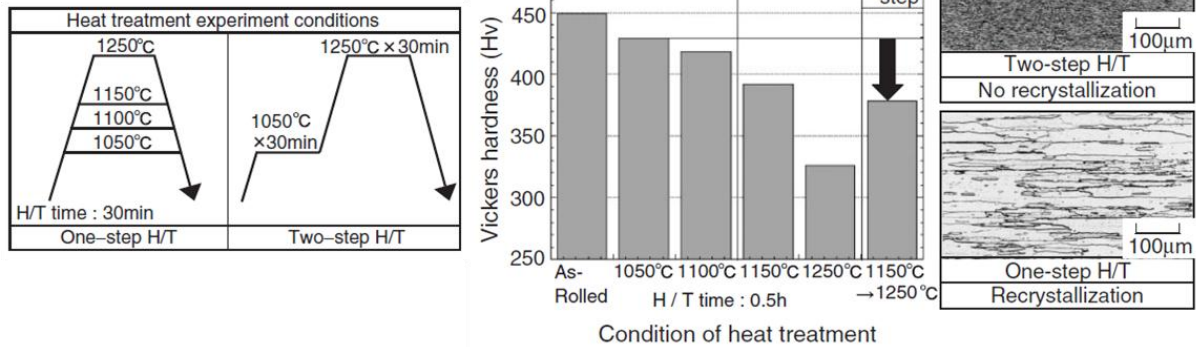 Heat treatment experiment conditions
1250℃
1150℃
1100℃
1050℃
H/T time : 30min
One–step H/T
1250℃ × 30min
1050℃
×30min
Two–step H/T
Vickers hardness (Hv)
450
400
350
300
250
step
As-
Rolled
1050℃ 1100℃ 1150℃ 1250℃ 1150℃
→1250℃
H / T time : 0.5h
Condition of heat treatment
100μm
Two-step H/T
No recrystallization
100μm
One-step H/T
Recrystallization